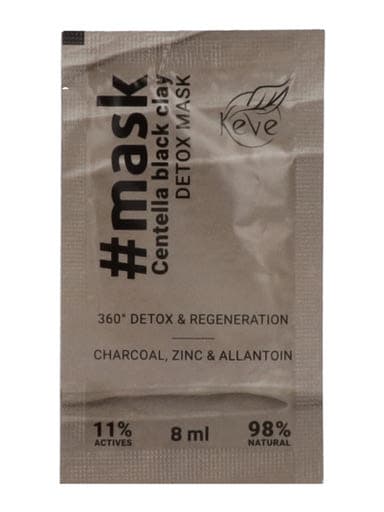 #mask
Centella black clay
DETOX MASK
Keve
360° DETOX & REGENERATION
CHARCOAL, ZINC & ALLANTOIN
11%
ACTIVES
8 ml
98%
NATURAL